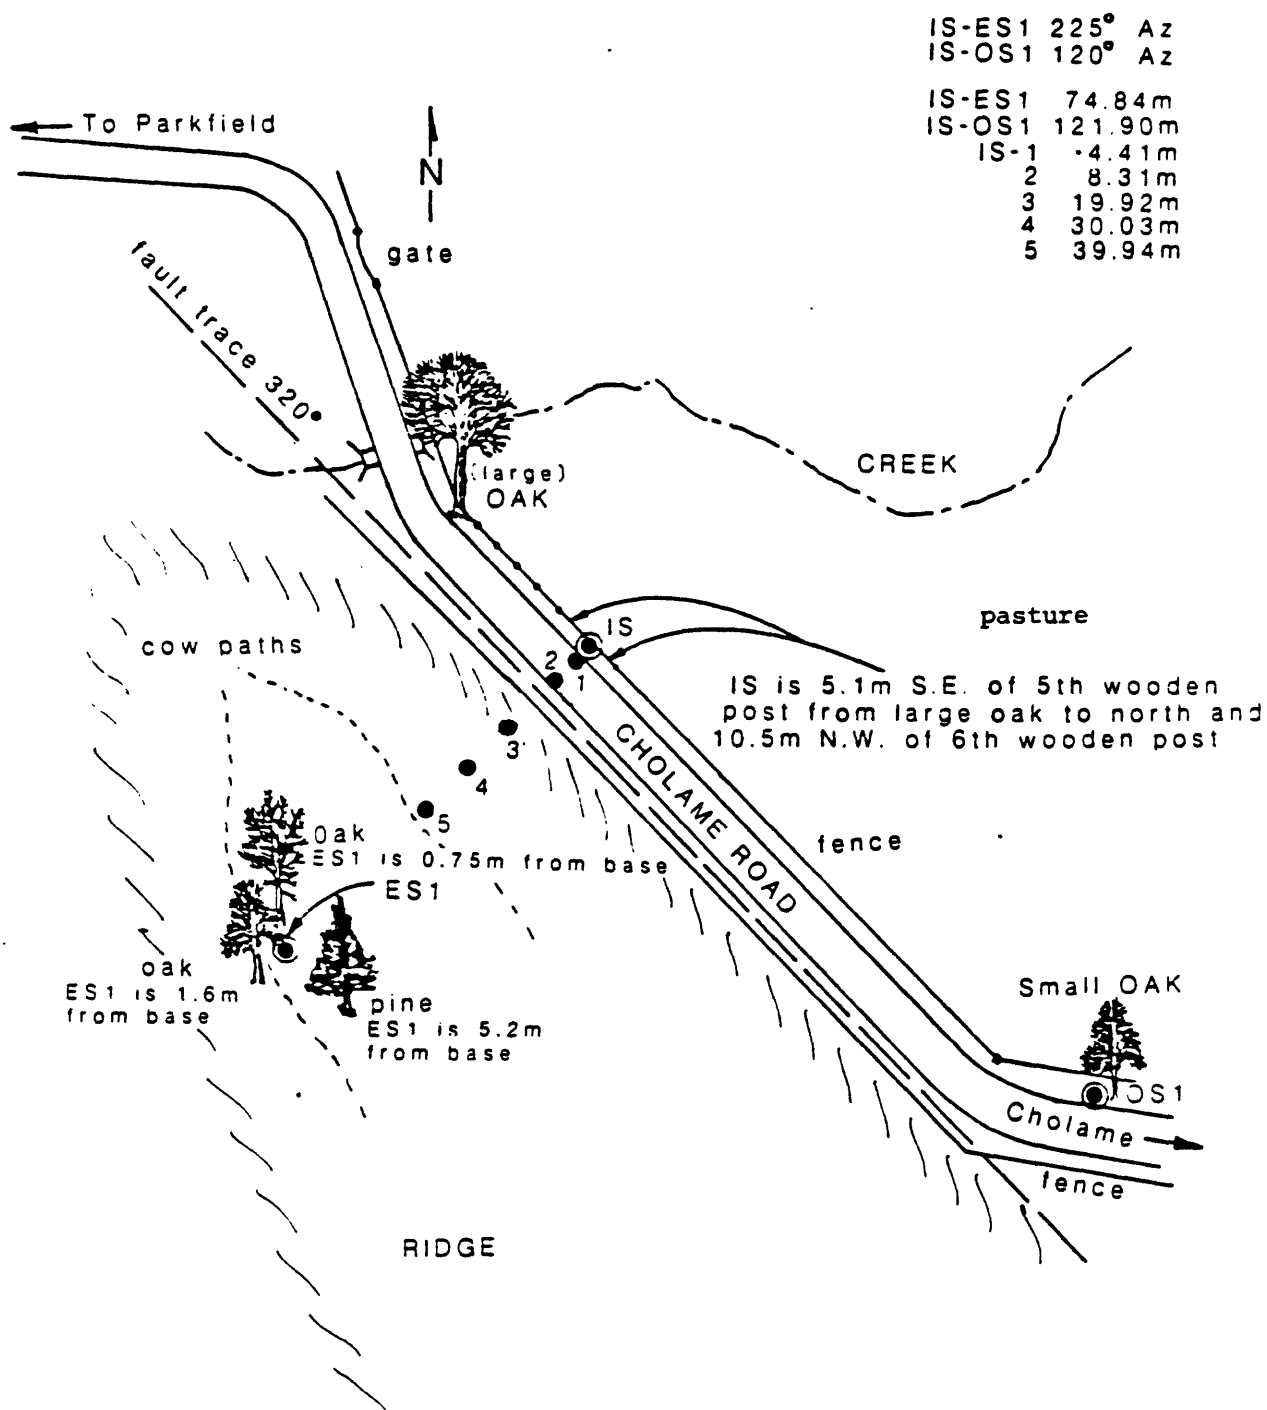 IS-ES1 225° Az
IS-OS1 120° Az
IS-ES1 74.84m
IS-OS1 121.90m
IS-1 4.41m
2 8.31m
3 19.92m
4 30.03m
5 39.94m
To Parkfield
N
gate
fault trace 320°
(large)
OAK
CREEK
pasture
IS
cow paths
2
1
IS is 5.1m S.E. of 5th wooden
post from large oak to north and
10.5m N.W. of 6th wooden post
3
4
5
CHOLAME ROAD
fence
Oak
ES1 is 0.75m from base
ES1
oak
ES1 is 1.6m
from base
pine
ES1 is 5.2m
from base
Small OAK
OS1
Cholame
fence
RIDGE